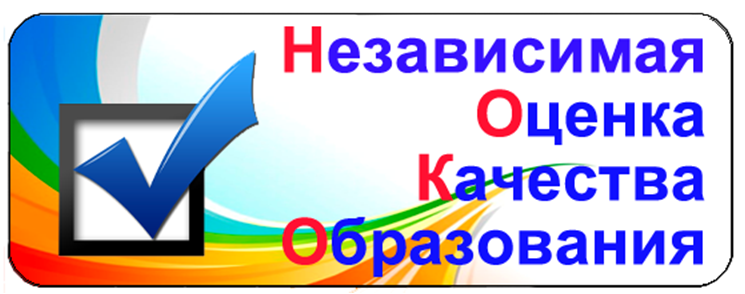 Независимая
Оценка
Качества
Образования